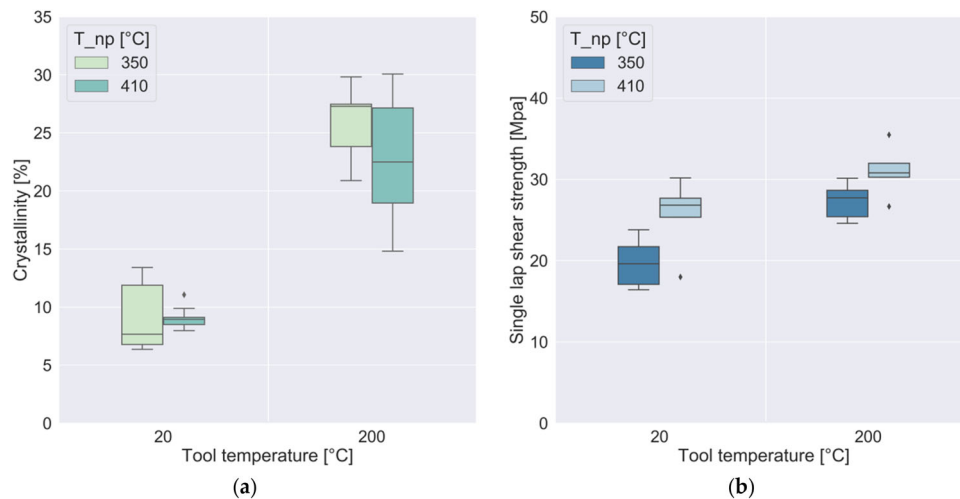 35
30
25
20
15
10
5
0
Crystallinity [%]
T_np [°C]
350
410
20
200
Tool temperature [°C]
(a)
50
40
30
20
10
0
Single lap shear strength [Mpa]
T_np [°C]
350
410
20
200
Tool temperature [°C]
(b)